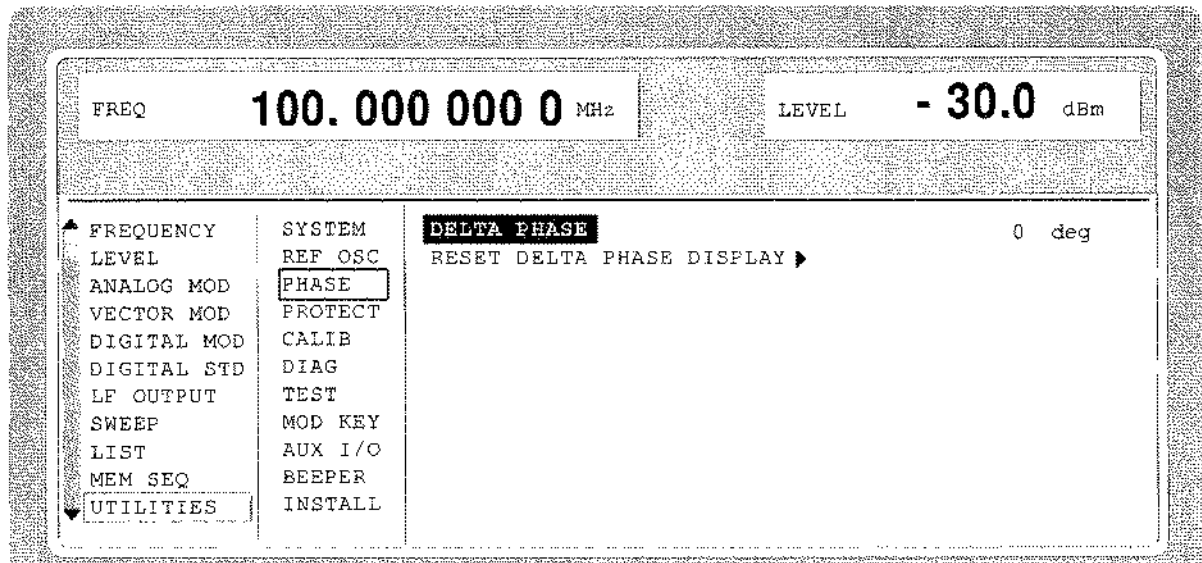 FREQ 100. 000 000 0 MHz LEVEL - 30.0 dBm
FREQUENCY
LEVEL
ANALOG MOD
VECTOR MOD
DIGITAL MOD
DIGITAL STD
LF OUTPUT
SWEEP
LIST
MEM SEQ
UTILITIES
SYSTEM
REF OSC
PHASE
PROTECT
CALIB
DIAG
TEST
MOD KEY
AUX I/O
BEEPER
INSTALL
DELTA PHASE 0 deg
RESET DELTA PHASE DISPLAY